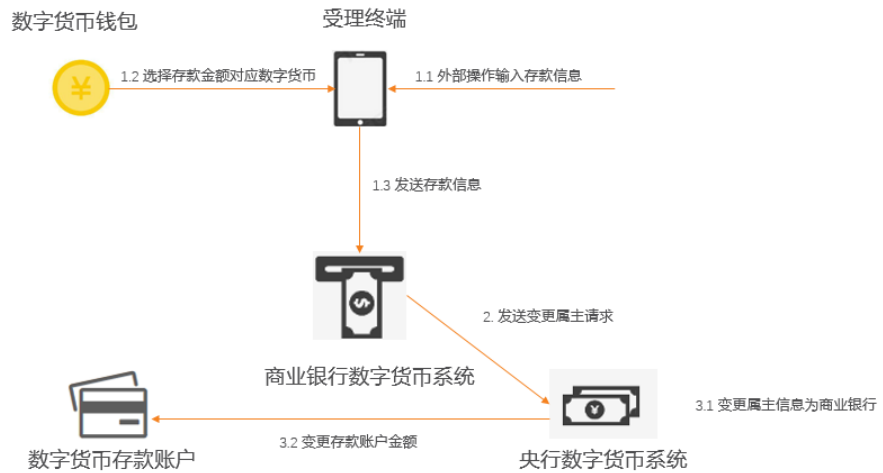 数字货币钱包
受理终端
1.2 选择存款金额对应数字货币
1.1 外部操作输入存款信息
1.3 发送存款信息
2. 发送变更属主请求
商业银行数字货币系统
3.1 变更属主信息为商业银行
3.2 变更存款账户金额
数字货币存款账户
央行数字货币系统